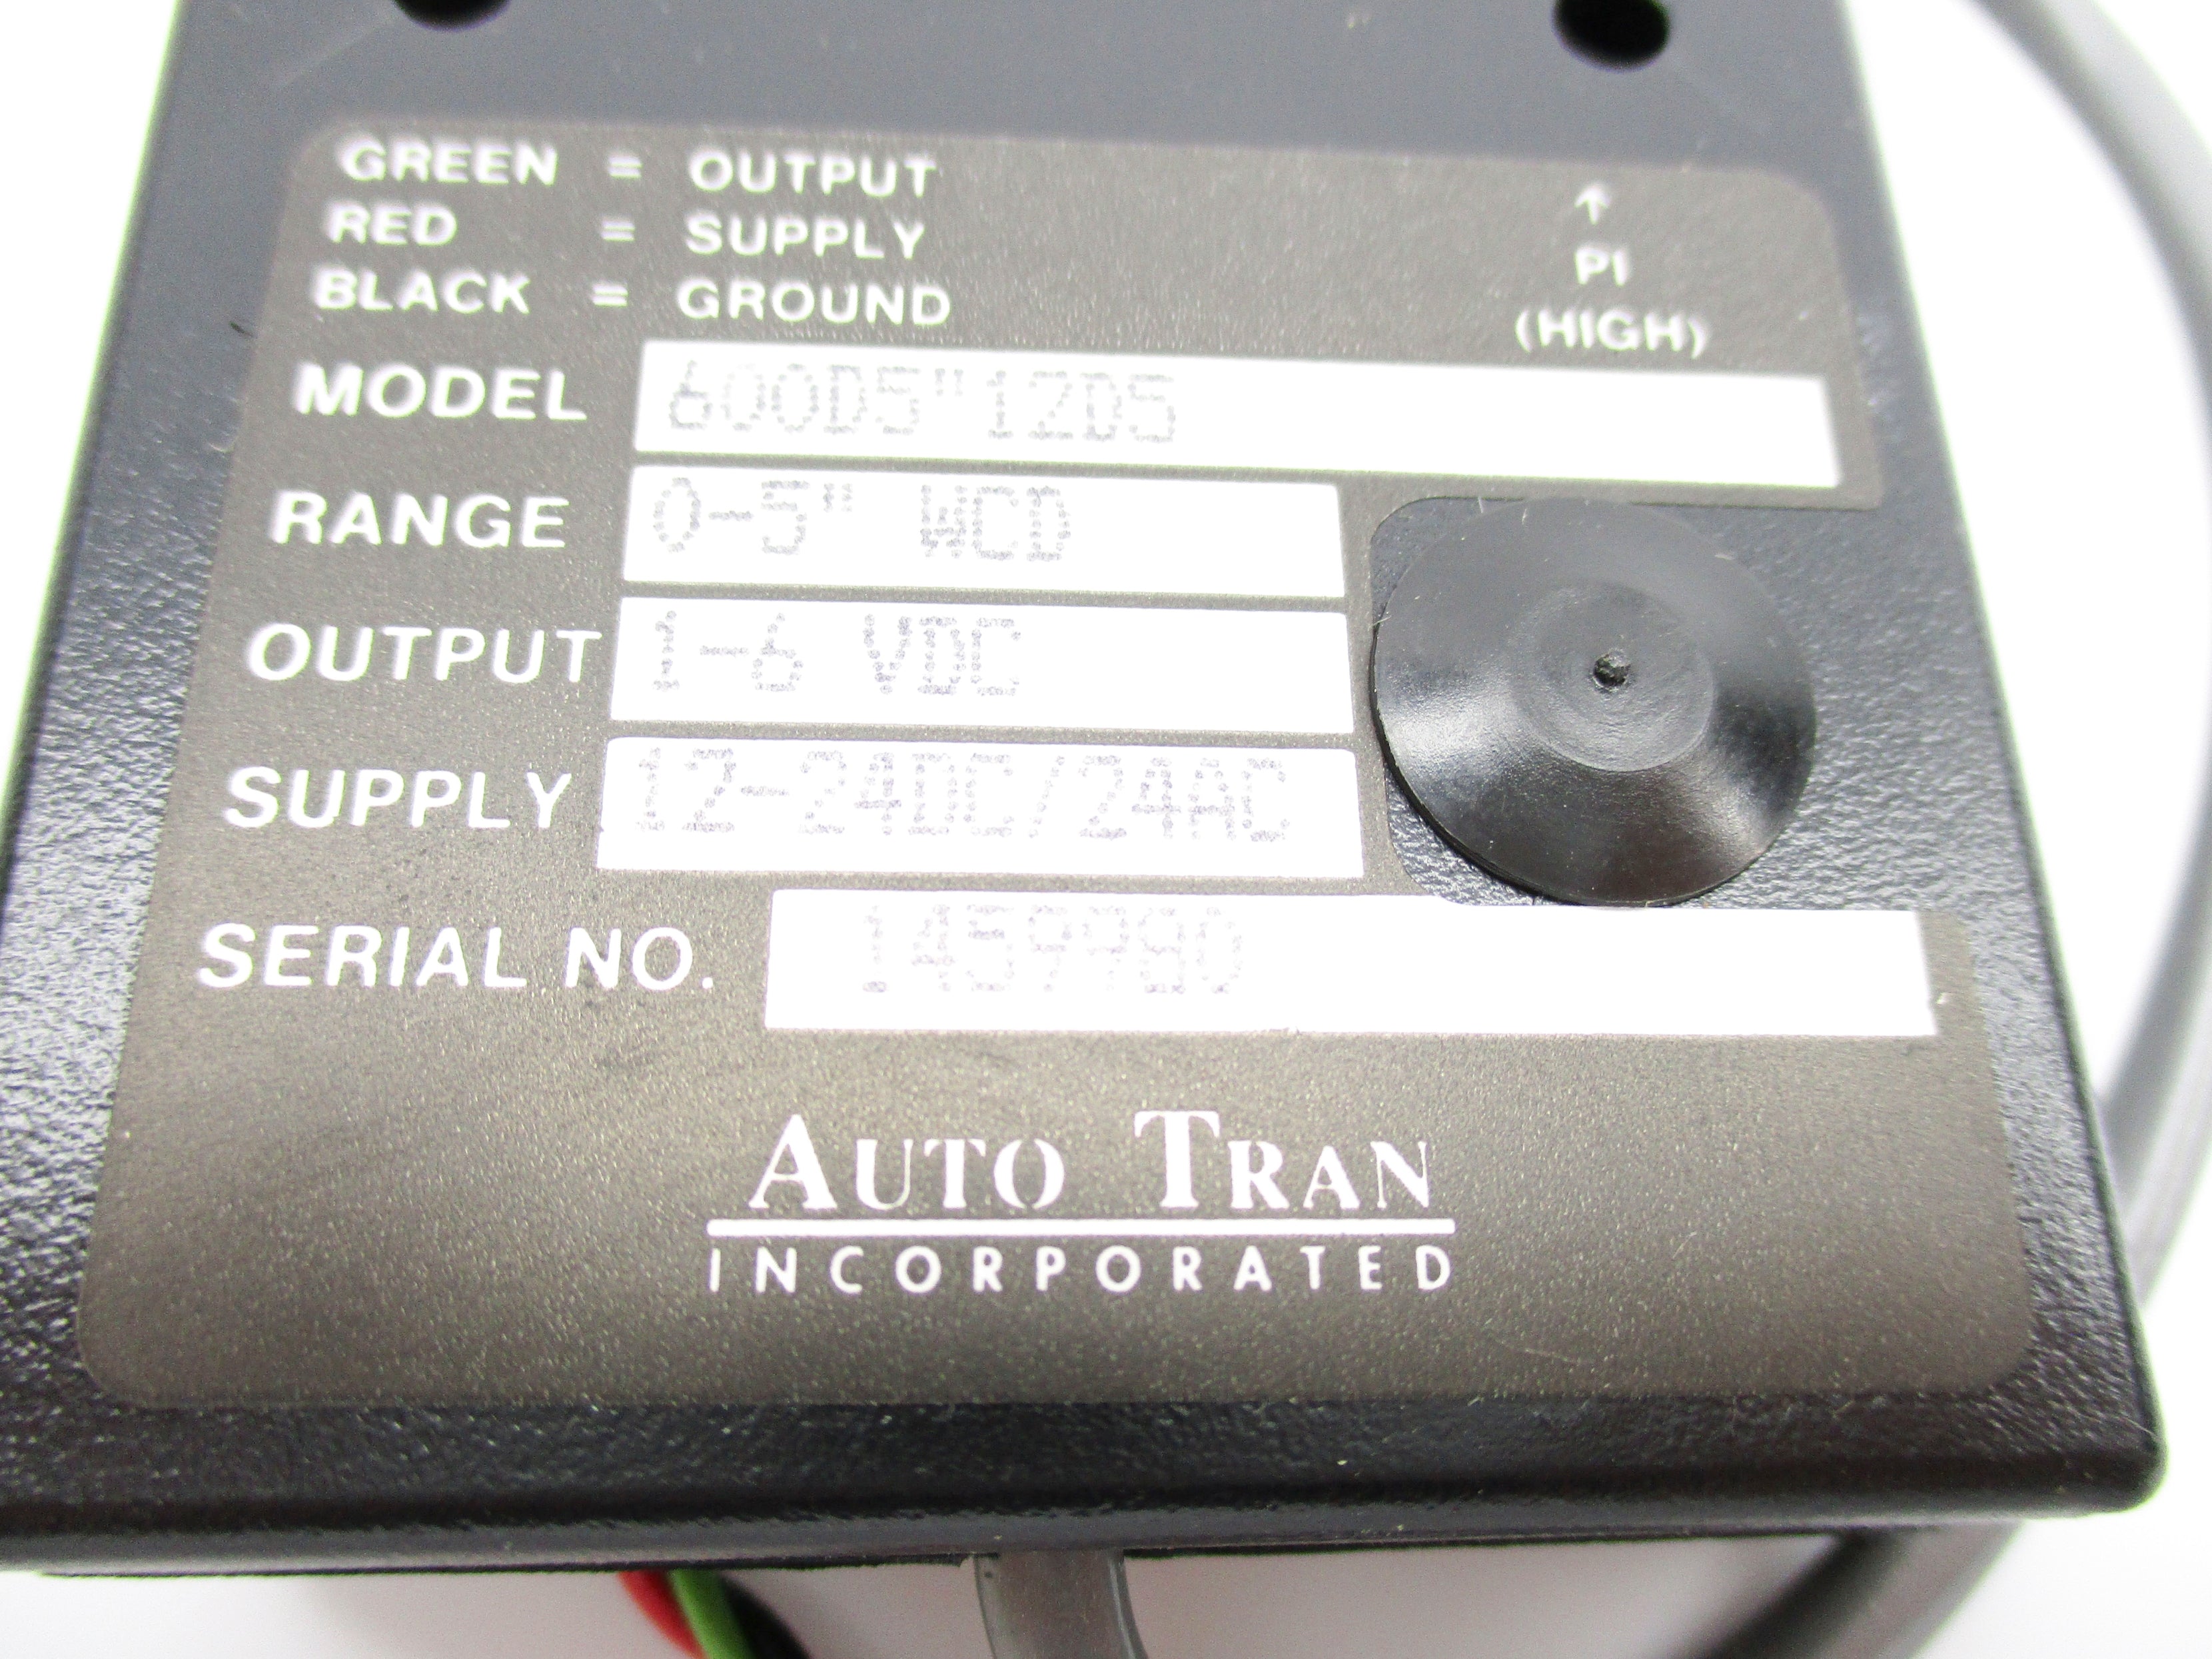 GREEN = OUTPUT
RED = SUPPLY
BLACK = GROUND
↑
PI
(HIGH)
MODEL 600D5"12D5
RANGE 0-5" WCD
OUTPUT 1-6 VDC
SUPPLY 12-24DC/24AC
SERIAL NO. 1459980
AUTO TRAN
INCORPORATED